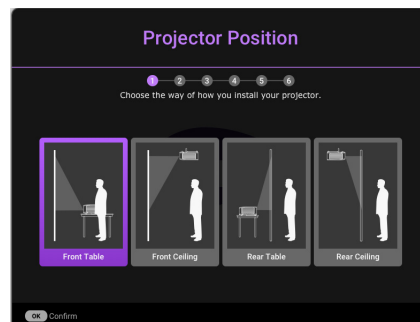 Projector Position
1 2 3 4 5 6
Choose the way of how you install your projector.
Front Table
Front Ceiling
Rear Table
Rear Ceiling
OK Confirm